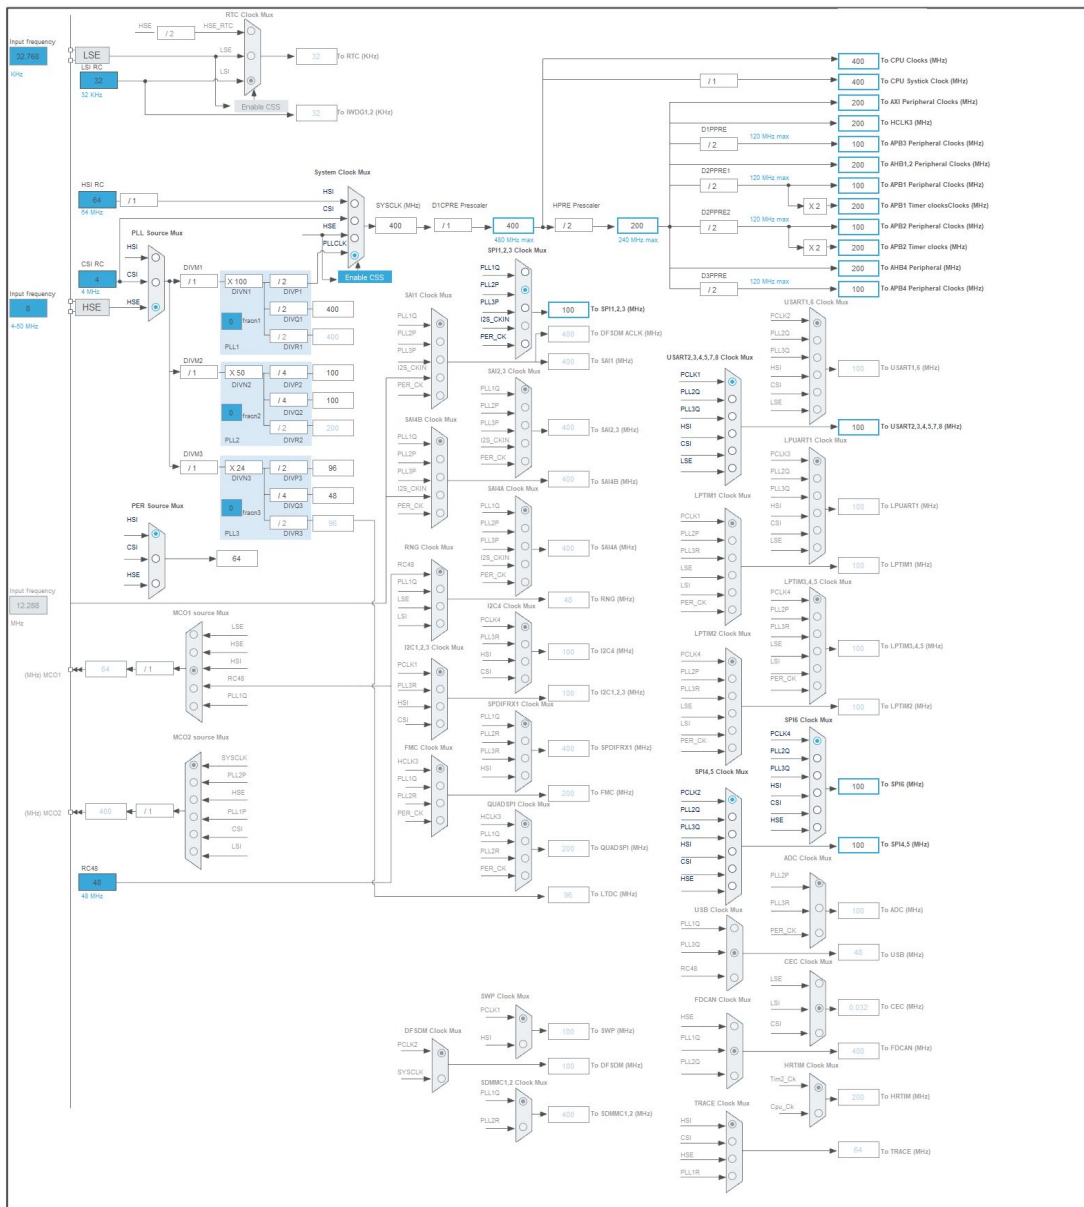 RTC Clock Mux
HSE
/ 2
HSE_RTC
Input frequency
32.768
KHz
LSE
LSE
LSI RC
32
32 KHz
LSI
32
To RTC (KHz)
Enable CSS
32
To IWDG1,2 (KHz)
400
To CPU Clocks (MHz)
/ 1
400
To CPU Systick Clock (MHz)
200
To AXI Peripheral Clocks (MHz)
200
To HCLK3 (MHz)
D1PPRE
/ 2
120 MHz max
100
To APB3 Peripheral Clocks (MHz)
200
To AHB1,2 Peripheral Clocks (MHz)
D2PPRE1
/ 2
120 MHz max
100
To APB1 Peripheral Clocks (MHz)
X 2
200
To APB1 Timer clocksClocks (MHz)
D2PPRE2
/ 2
120 MHz max
100
To APB2 Peripheral Clocks (MHz)
X 2
200
To APB2 Timer clocks (MHz)
200
To AHB4 Peripheral (MHz)
D3PPRE
/ 2
120 MHz max
100
To APB4 Peripheral Clocks (MHz)
System Clock Mux
HSI RC
64
64 MHz
/ 1
HSI
CSI
HSE
PLLCLK
Enable CSS
SYSCLK (MHz)
400
D1CPRE Prescaler
/ 1
400
480 MHz max
HPRE Prescaler
/ 2
200
240 MHz max
PLL Source Mux
HSI
CSI RC
4
4 MHz
CSI
Input frequency
8
4-50 MHz
HSE
HSE
DIVM1
/ 1
X 100
DIVN1
0
fracn1
PLL1
/ 2
DIVP1
/ 2
400
DIVQ1
/ 2
400
DIVR1
DIVM2
/ 1
X 50
DIVN2
0
fracn2
PLL2
/ 4
100
DIVP2
/ 4
100
DIVQ2
/ 2
200
DIVR2
DIVM3
/ 1
X 24
DIVN3
0
fracn3
PLL3
/ 2
96
DIVP3
/ 4
48
DIVQ3
/ 2
96
DIVR3
PER Source Mux
HSI
CSI
HSE
64
Input frequency
12.288
MHz
MCO1 source Mux
LSE
HSE
HSI
RC48
PLL1Q
(MHz) MCO1
64
/ 1
MCO2 source Mux
SYSCLK
PLL2P
HSE
PLL1P
CSI
LSI
(MHz) MCO2
400
/ 1
RC48
48
48 MHz
SPI1,2,3 Clock Mux
PLL1Q
PLL2P
PLL3P
I2S_CKIN
PER_CK
100
To SPI1,2,3 (MHz)
400
To DFSDM ACLK (MHz)
SAI1 Clock Mux
PLL1Q
PLL2P
PLL3P
I2S_CKIN
PER_CK
400
To SAI1 (MHz)
SAI2,3 Clock Mux
PLL1Q
PLL2P
PLL3P
I2S_CKIN
PER_CK
400
To SAI2,3 (MHz)
SAI4B Clock Mux
PLL1Q
PLL2P
PLL3P
I2S_CKIN
PER_CK
400
To SAI4B (MHz)
SAI4A Clock Mux
PLL1Q
PLL2P
PLL3P
I2S_CKIN
PER_CK
400
To SAI4A (MHz)
RNG Clock Mux
RC48
PLL1Q
LSE
LSI
48
To RNG (MHz)
I2C4 Clock Mux
PCLK4
PLL3R
HSI
CSI
100
To I2C4 (MHz)
I2C1,2,3 Clock Mux
PCLK1
PLL3R
HSI
CSI
100
To I2C1,2,3 (MHz)
SPDIFRX1 Clock Mux
PLL1Q
PLL2R
PLL3R
HSI
400
To SPDIFRX1 (MHz)
FMC Clock Mux
HCLK3
PLL1Q
PLL2R
PER_CK
200
To FMC (MHz)
QUADSPI Clock Mux
HCLK3
PLL1Q
PLL2R
PER_CK
200
To QUADSPI (MHz)
96
To LTDC (MHz)
SWP Clock Mux
PCLK1
HSI
100
To SWP (MHz)
DFSDM Clock Mux
PCLK2
SYSCLK
100
To DFSDM (MHz)
SDMMC1,2 Clock Mux
PLL1Q
PLL2R
400
To SDMMC1,2 (MHz)
USART1,6 Clock Mux
PCLK2
PLL2Q
PLL3Q
HSI
CSI
LSE
100
To USART1,6 (MHz)
USART2,3,4,5,7,8 Clock Mux
PCLK1
PLL2Q
PLL3Q
HSI
CSI
LSE
100
To USART2,3,4,5,7,8 (MHz)
LPUART1 Clock Mux
PCLK3
PLL2Q
PLL3Q
HSI
CSI
LSE
100
To LPUART1 (MHz)
LPTIM1 Clock Mux
PCLK1
PLL2P
PLL3R
LSE
LSI
PER_CK
100
To LPTIM1 (MHz)
LPTIM3,4,5 Clock Mux
PCLK4
PLL2P
PLL3R
LSE
LSI
PER_CK
100
To LPTIM3,4,5 (MHz)
LPTIM2 Clock Mux
PCLK4
PLL2P
PLL3R
LSE
LSI
PER_CK
100
To LPTIM2 (MHz)
SPI6 Clock Mux
PCLK4
PLL2Q
PLL3Q
HSI
CSI
HSE
100
To SPI6 (MHz)
SPI4,5 Clock Mux
PCLK2
PLL2Q
PLL3Q
HSI
CSI
HSE
100
To SPI4,5 (MHz)
ADC Clock Mux
PLL2P
PLL3R
PER_CK
100
To ADC (MHz)
USB Clock Mux
PLL1Q
PLL3Q
RC48
48
To USB (MHz)
CEC Clock Mux
LSE
LSI
CSI
0.032
To CEC (MHz)
FDCAN Clock Mux
HSE
PLL1Q
PLL2Q
400
To FDCAN (MHz)
HRTIM Clock Mux
Tim2_Ck
Cpu_Ck
200
To HRTIM (MHz)
TRACE Clock Mux
HSI
CSI
HSE
PLL1R
64
To TRACE (MHz)